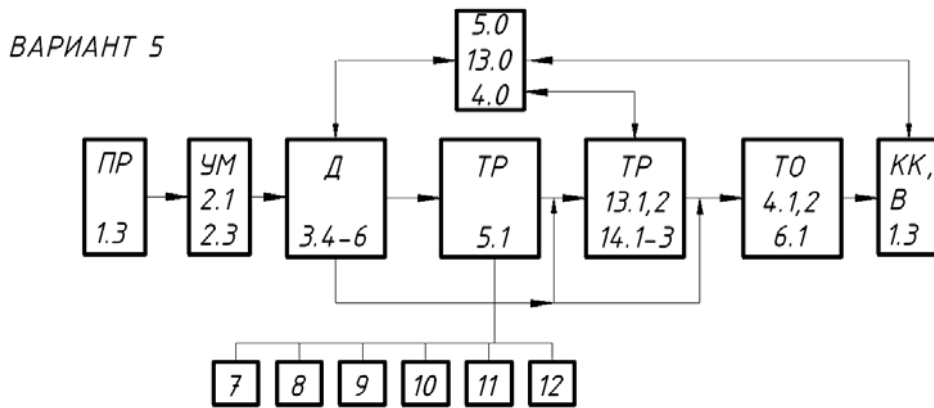 ВАРИАНТ 5
5.0
13.0
4.0
ПР
1.3
УМ
2.1
2.3
Д
3.4-6
ТР
5.1
ТР
13.1,2
14.1-3
ТО
4.1,2
6.1
КК,
В
1.3
7
8
9
10
11
12